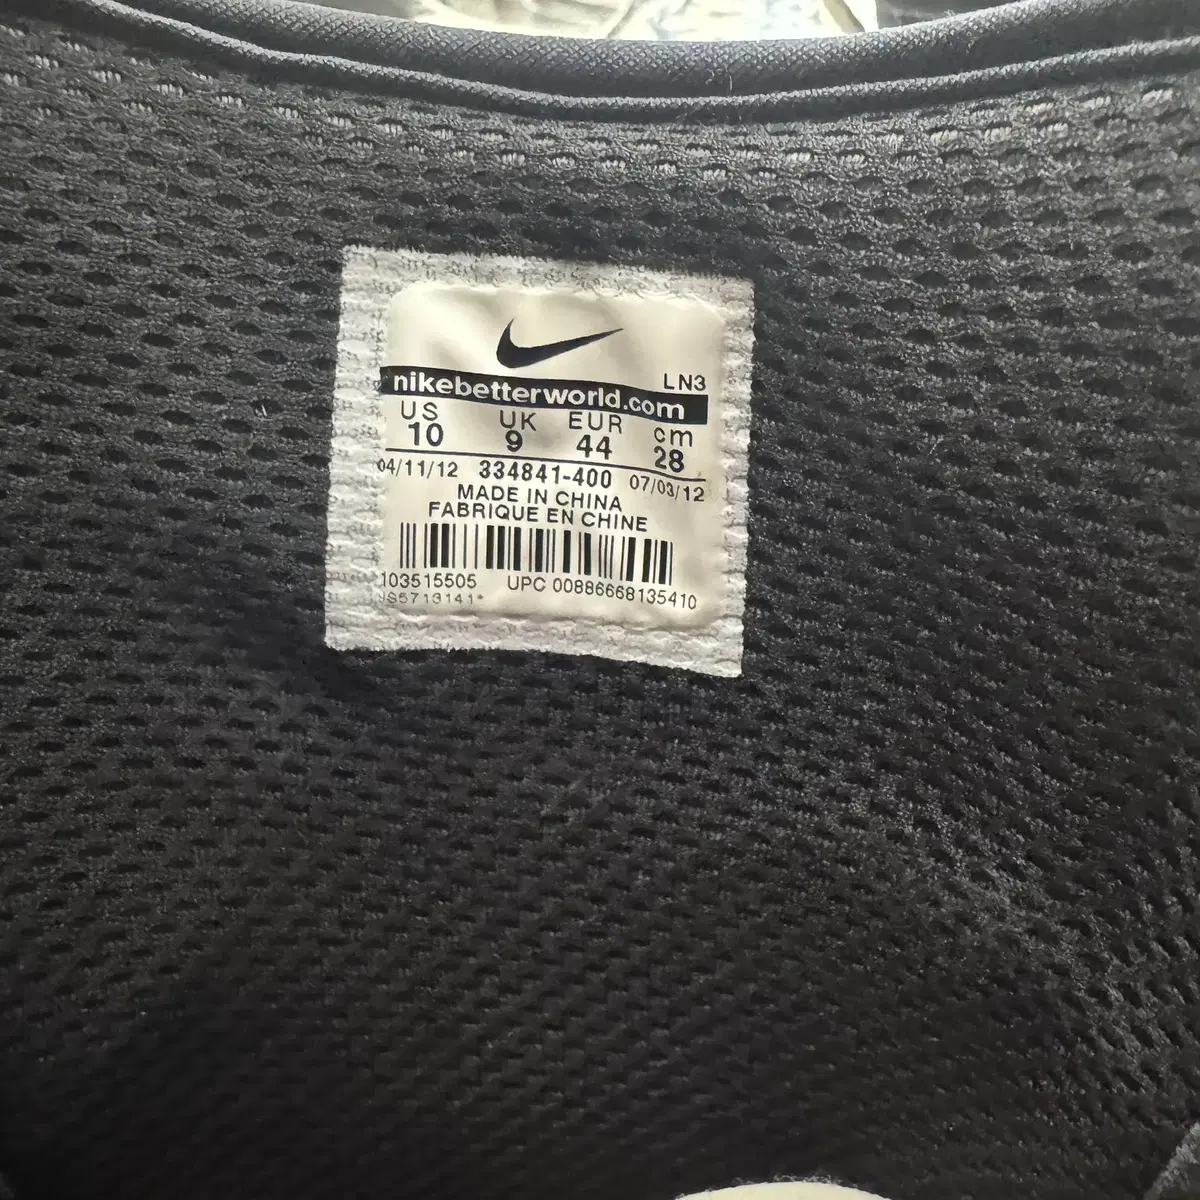 LN3
nikebetterworld.com
US UK EUR cm
10 9 44 28
04/11/12 334841-400 07/03/12
MADE IN CHINA
FABRIQUE EN CHINE
103515505 UPC 00886668135410